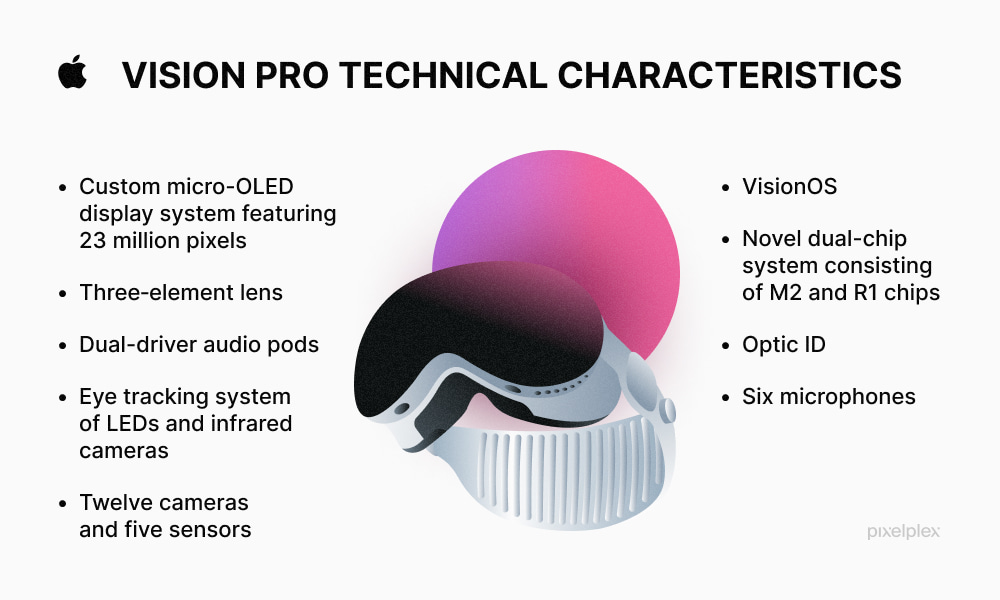 VISION PRO TECHNICAL CHARACTERISTICS
• Custom micro-OLED
display system featuring
23 million pixels
• Three-element lens
• Dual-driver audio pods
• Eye tracking system
of LEDs and infrared
cameras
• Twelve cameras
and five sensors
• VisionOS
• Novel dual-chip
system consisting
of M2 and R1 chips
• Optic ID
• Six microphones
pixelplex